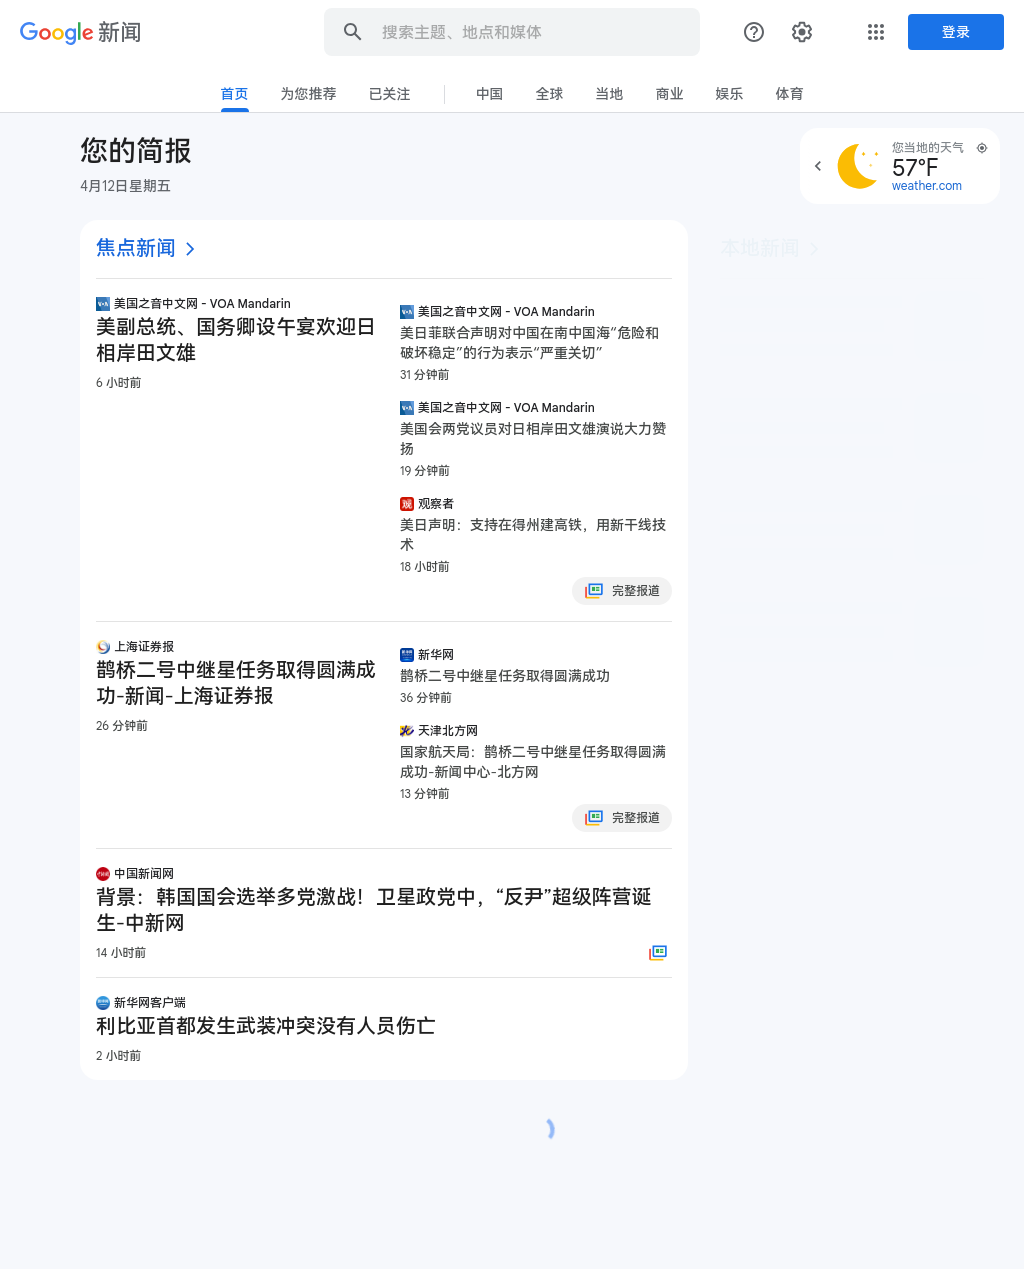 Google 新闻
搜索主题、地点和媒体
登录
首页
为您推荐
已关注
中国
全球
当地
商业
娱乐
体育
您的简报
4月12日星期五
您当地的天气
57°F
weather.com
焦点新闻
本地新闻
美国之音中文网 - VOA Mandarin
美副总统、国务卿设午宴欢迎日
相岸田文雄
6 小时前
美国之音中文网 - VOA Mandarin
美日菲联合声明对中国在南中国海“危险和
破坏稳定”的行为表示“严重关切”
31 分钟前
美国之音中文网 - VOA Mandarin
美国会两党议员对日相岸田文雄演说大力赞
扬
19 分钟前
观察者
美日声明：支持在得州建高铁，用新干线技
术
18 小时前
完整报道
上海证券报
鹊桥二号中继星任务取得圆满成
功-新闻-上海证券报
26 分钟前
新华网
鹊桥二号中继星任务取得圆满成功
36 分钟前
天津北方网
国家航天局：鹊桥二号中继星任务取得圆满
成功-新闻中心-北方网
13 分钟前
完整报道
中国新闻网
背景：韩国国会选举多党激战！卫星政党中，“反尹”超级阵营诞
生-中新网
14 小时前
新华网客户端
利比亚首都发生武装冲突没有人员伤亡
2 小时前